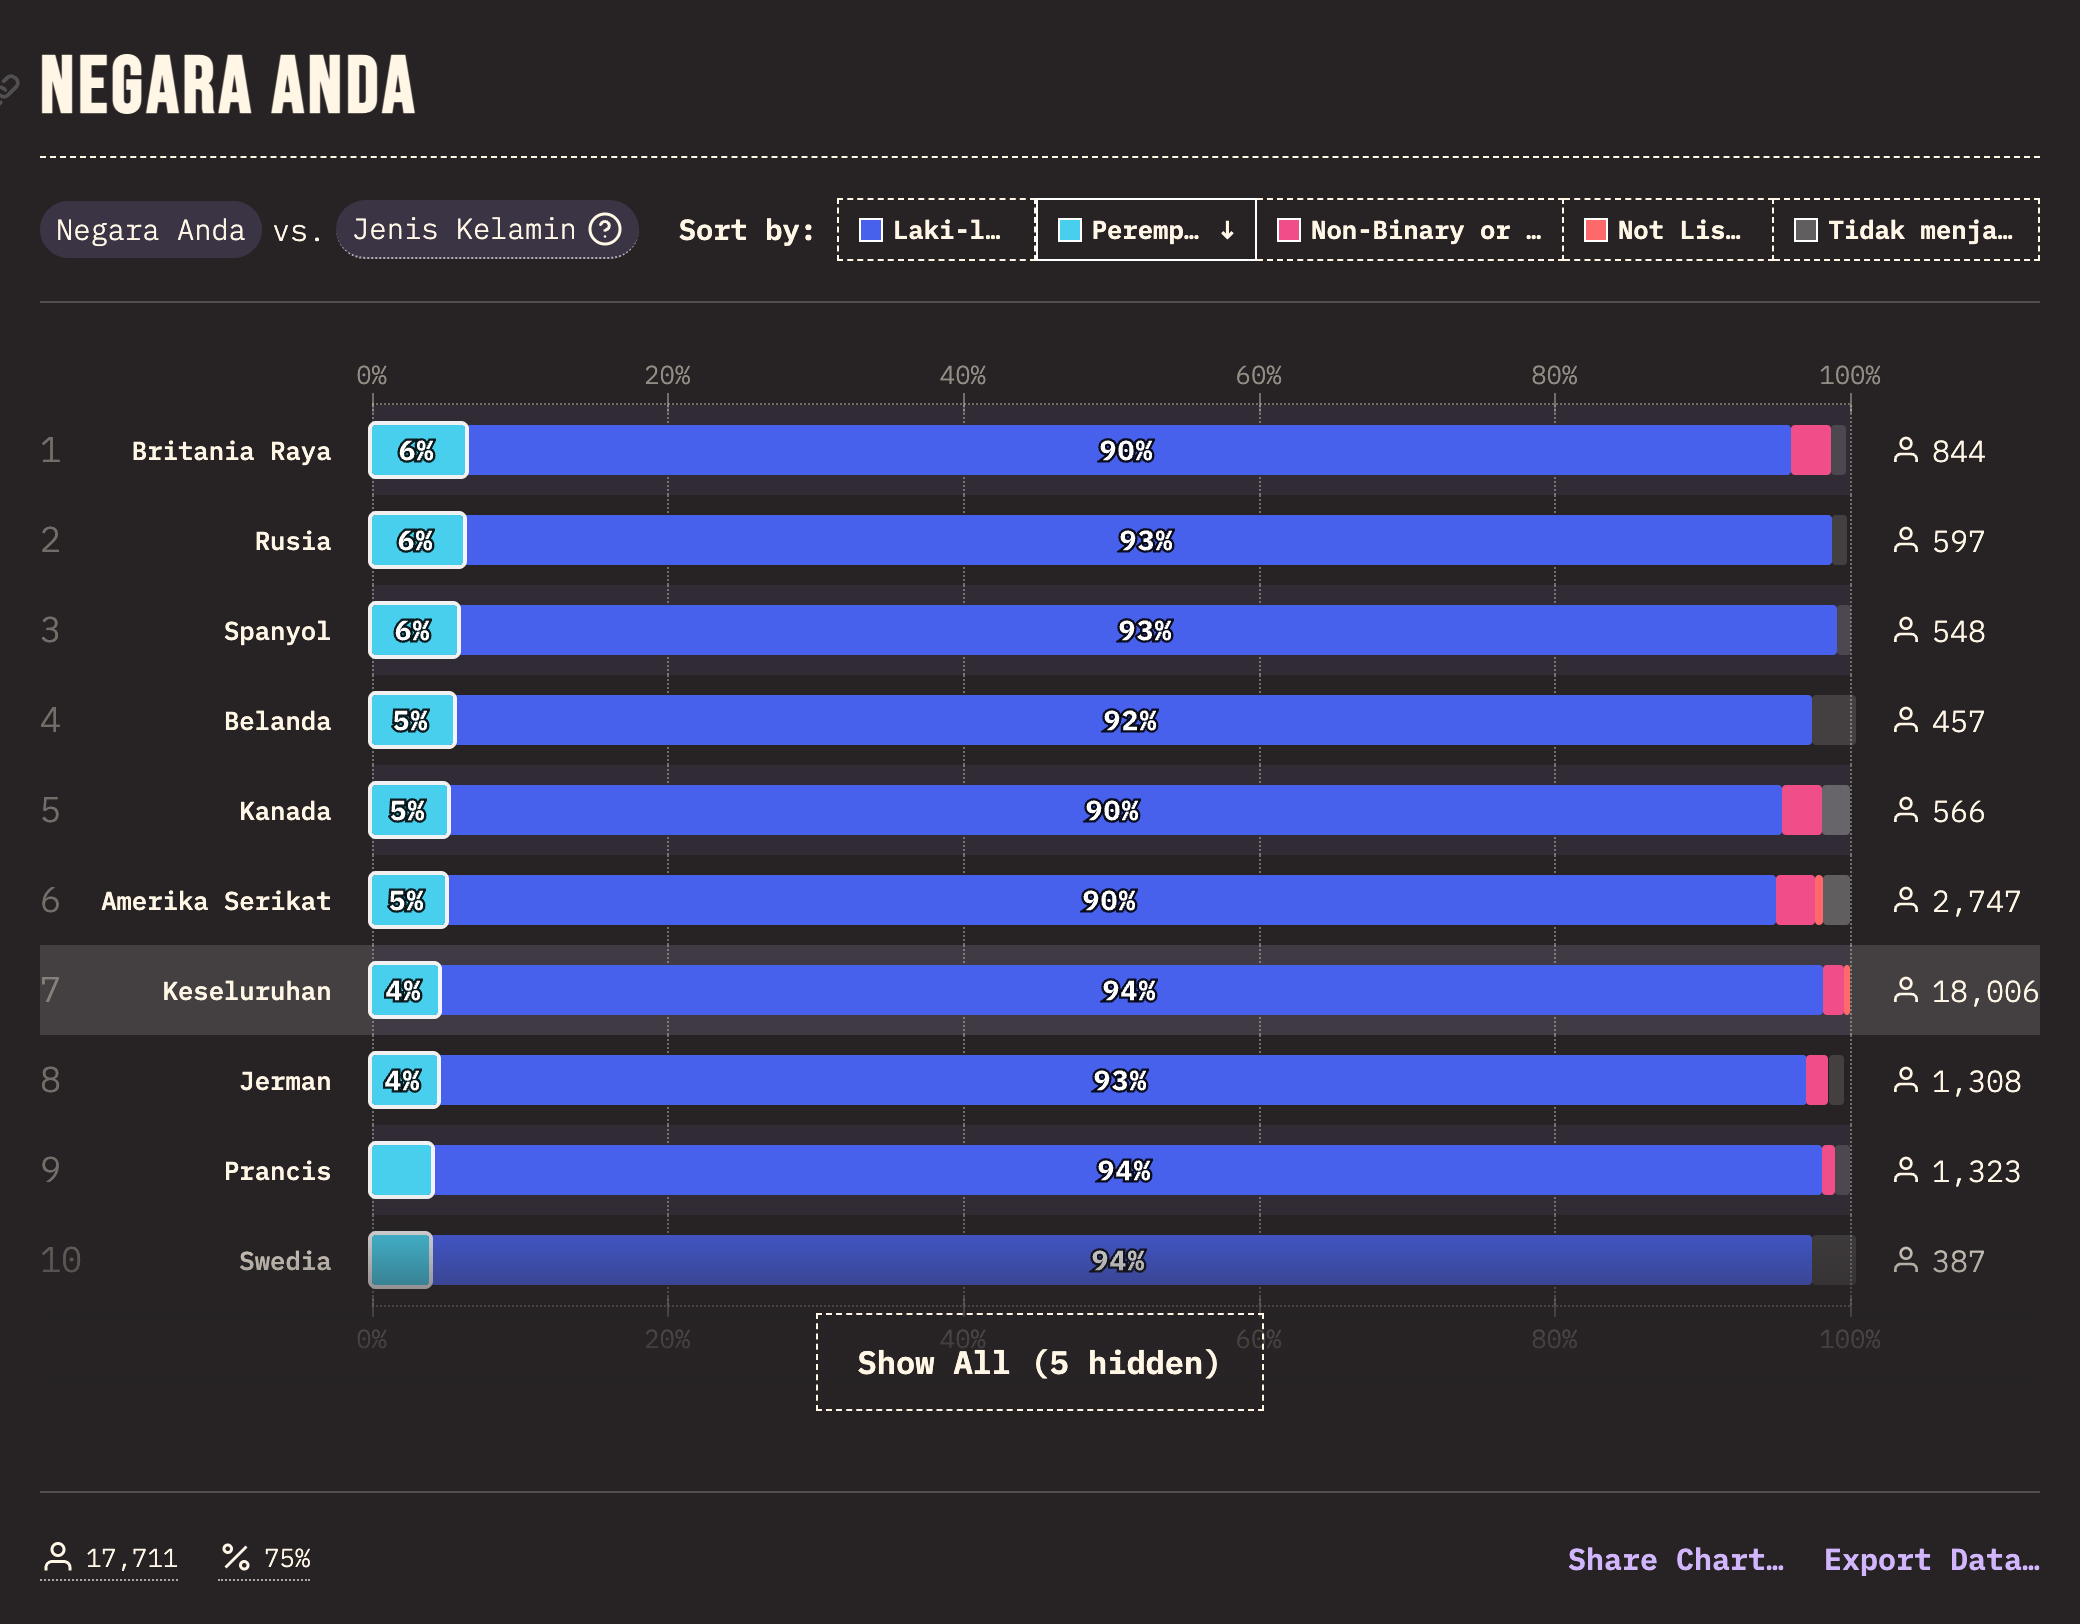 NEGARA ANDA
Negara Anda vs. Jenis Kelamin ? Sort by: Laki-l… Peremp… ↓ Non-Binary or … Not Lis… Tidak menja…
0% 20% 40% 60% 80% 100%
1 Britania Raya 6% 90% 844
2 Rusia 6% 93% 597
3 Spanyol 6% 93% 548
4 Belanda 5% 92% 457
5 Kanada 5% 90% 566
6 Amerika Serikat 5% 90% 2,747
7 Keseluruhan 4% 94% 18,006
8 Jerman 4% 93% 1,308
9 Prancis 94% 1,323
10 Swedia 94% 387
0% 20% 40% 60% 80% 100%
Show All (5 hidden)
17,711 % 75% Share Chart… Export Data…